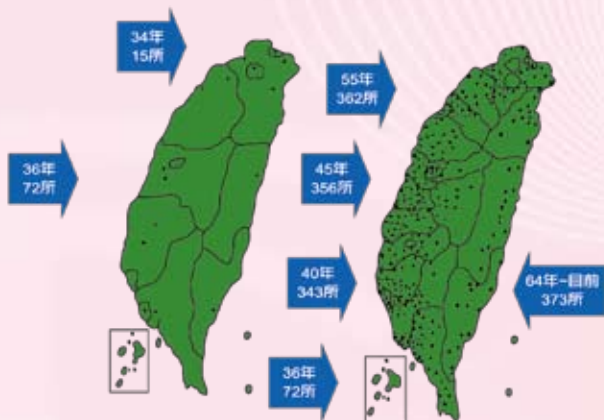 34年
15所
36年
72所
55年
362所
45年
356所
40年
343所
64年-目前
373所
36年
72所